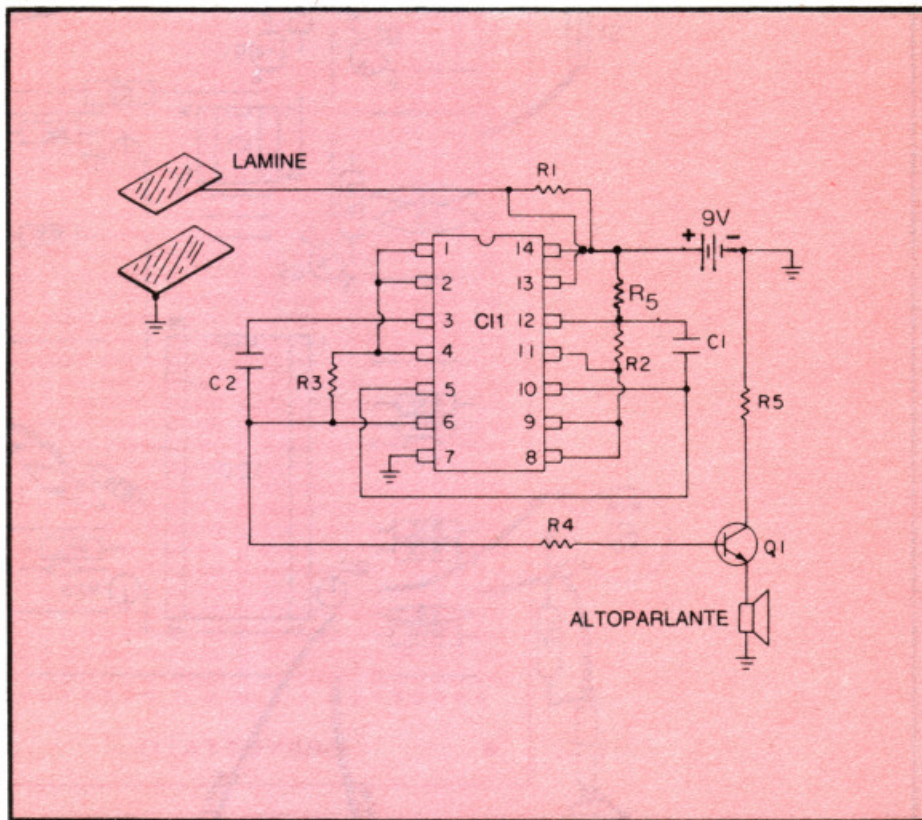 LAMINE
R1
9V
+ -
1 14
2 13
R5
3 12
CI1
C1
4 11
R2
C2
R3
5 10
R5
6 9
7 8
R4
Q1
ALTOPARLANTE